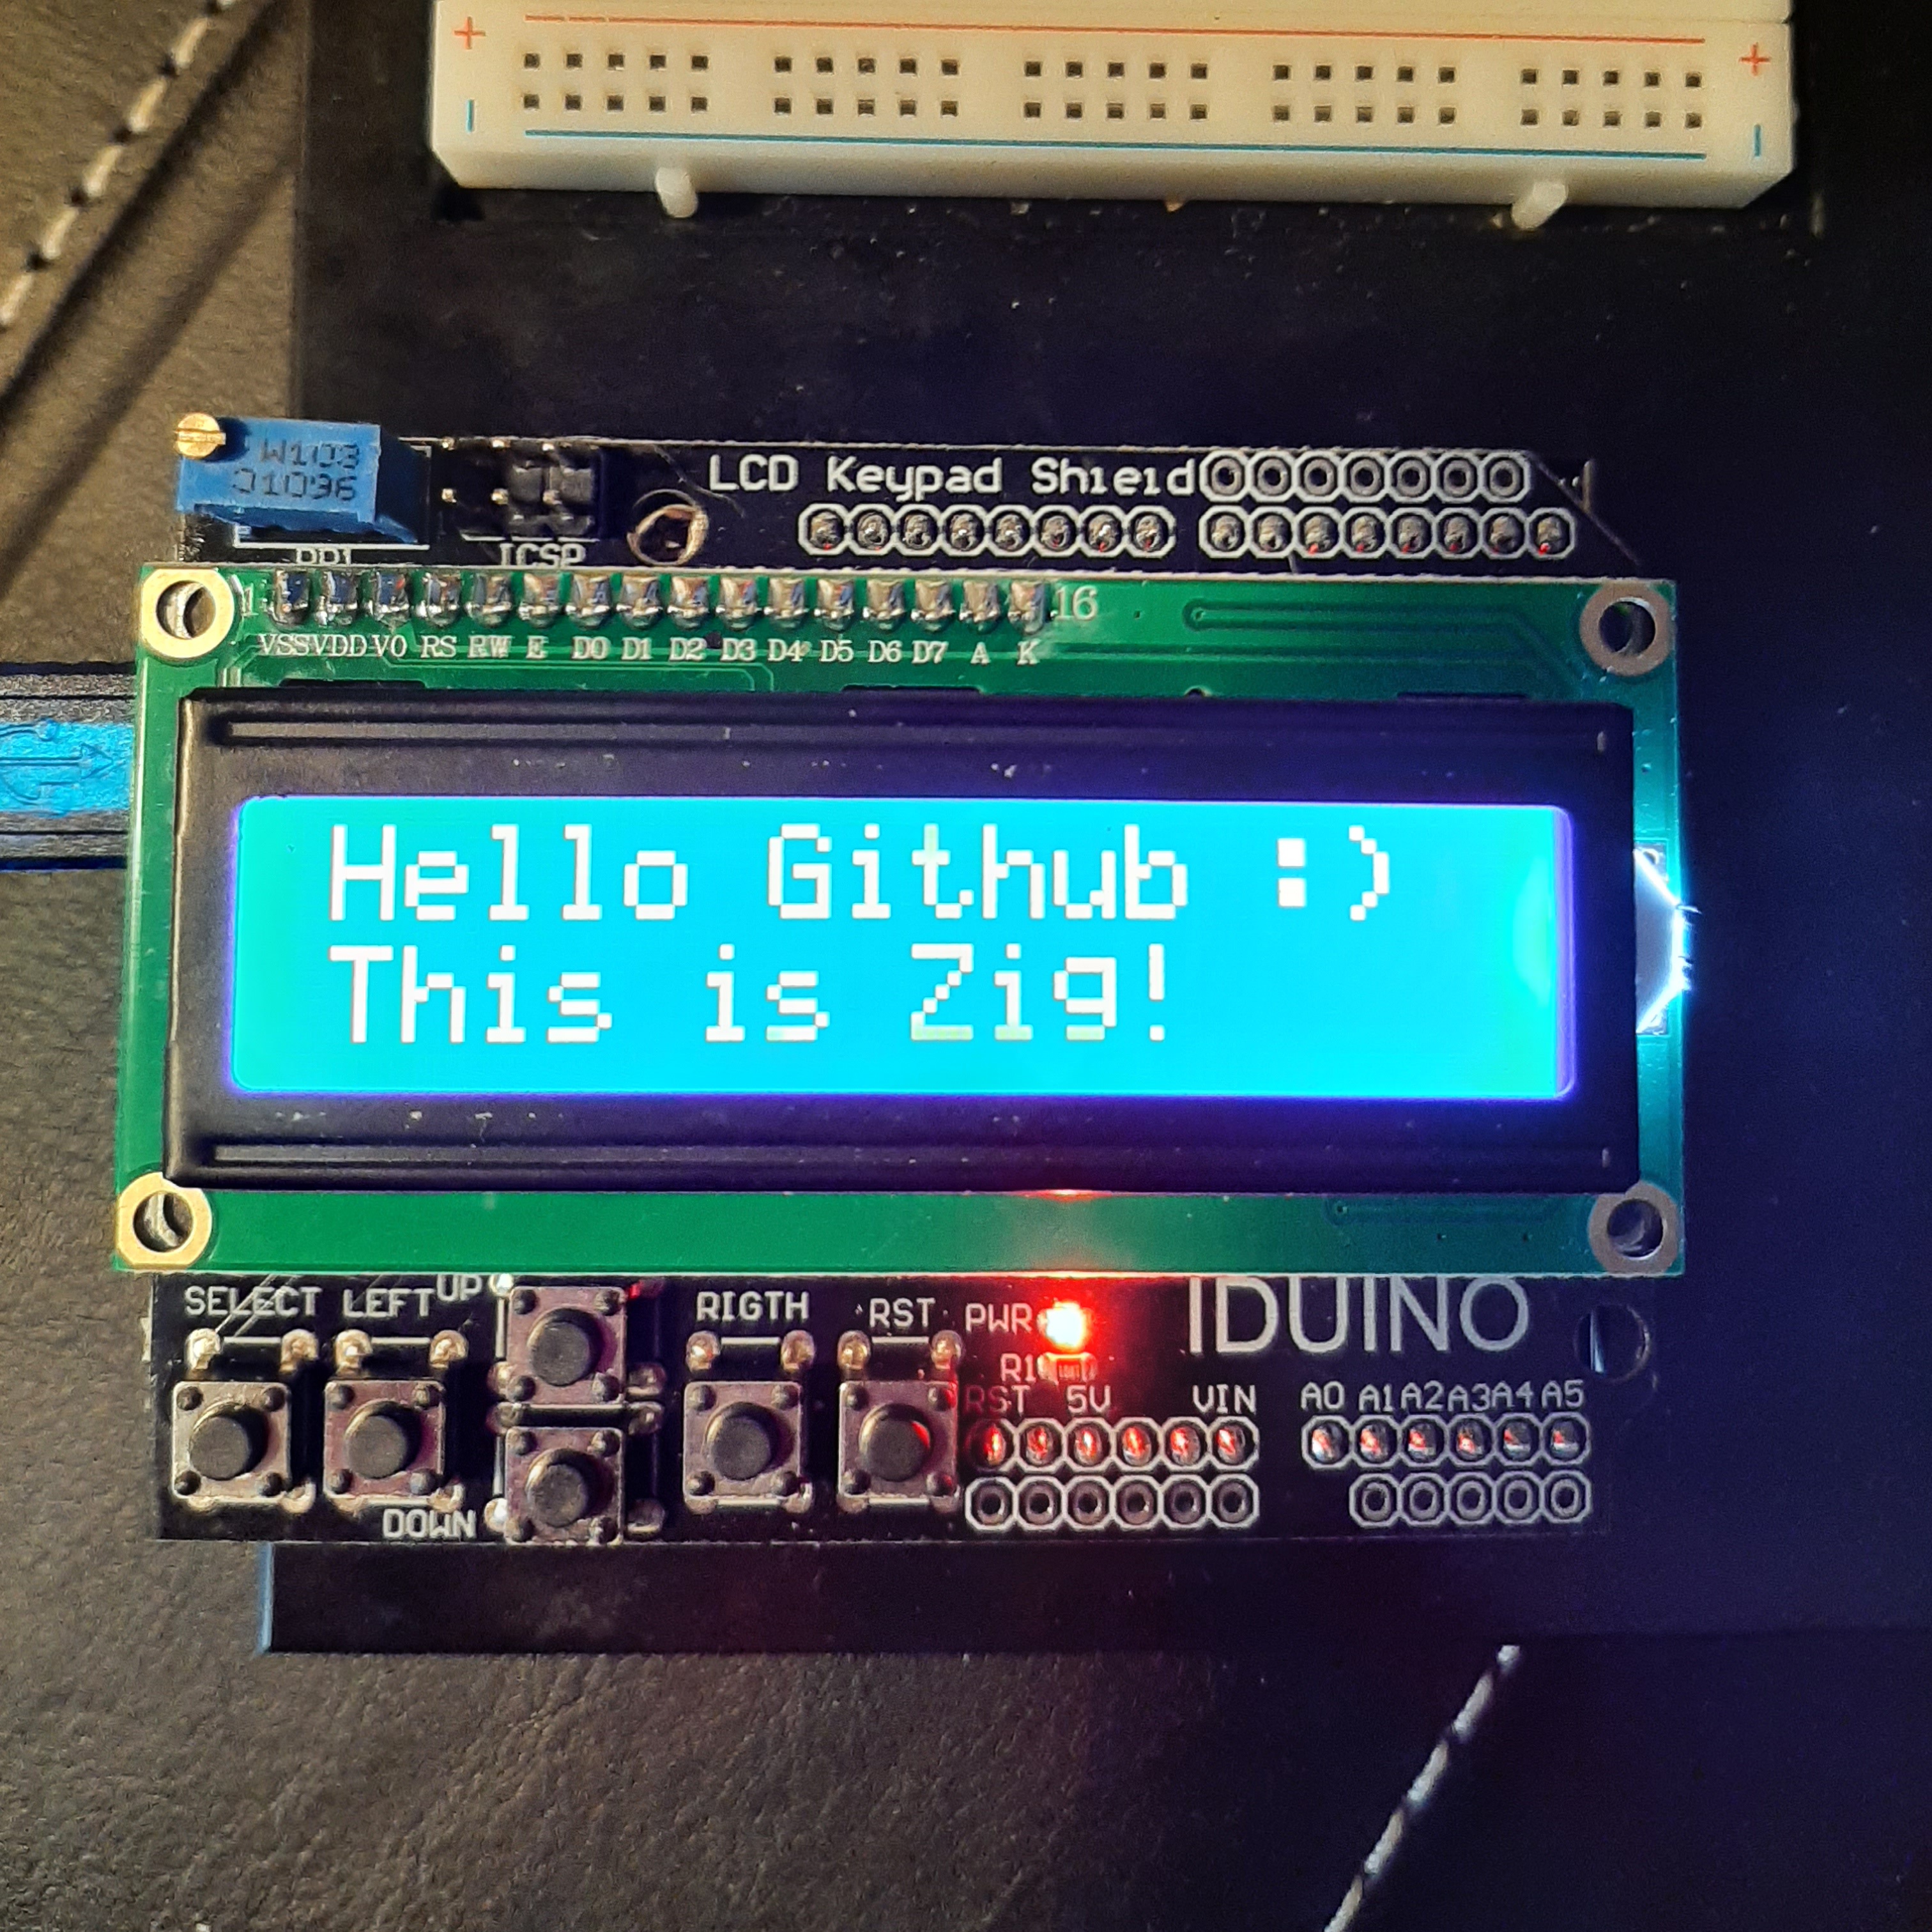 + +
W103
LCD Keypad Shield
ICSP
1 16
VSS VDD V0 RS RW E D0 D1 D2 D3 D4 D5 D6 D7 A K
Hello Github :)
This is Zig!
SELECT LEFT UP RIGTH RST PWR IDUINO
R1
RST 5V VIN A0 A1 A2 A3 A4 A5
DOWN